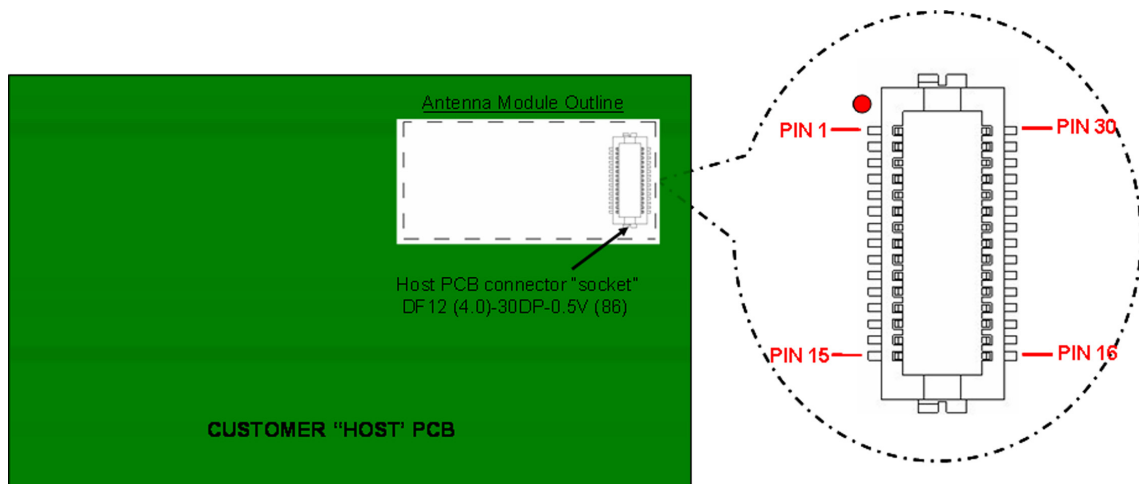 Antenna Module Outline
Host PCB connector "socket"
DF12 (4.0)-30DP-0.5V (86)
CUSTOMER "HOST' PCB
PIN 1
PIN 30
PIN 15
PIN 16